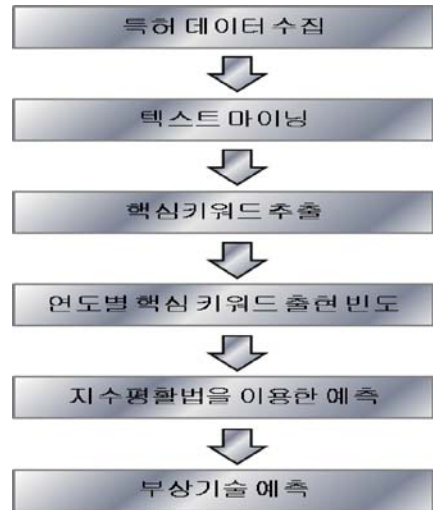 특허 데이터 수집
텍스트 마이닝
핵심키워드 추출
연도별 핵심 키워드 출현 빈도
지수평활법을 이용한 예측
부상기술 예측